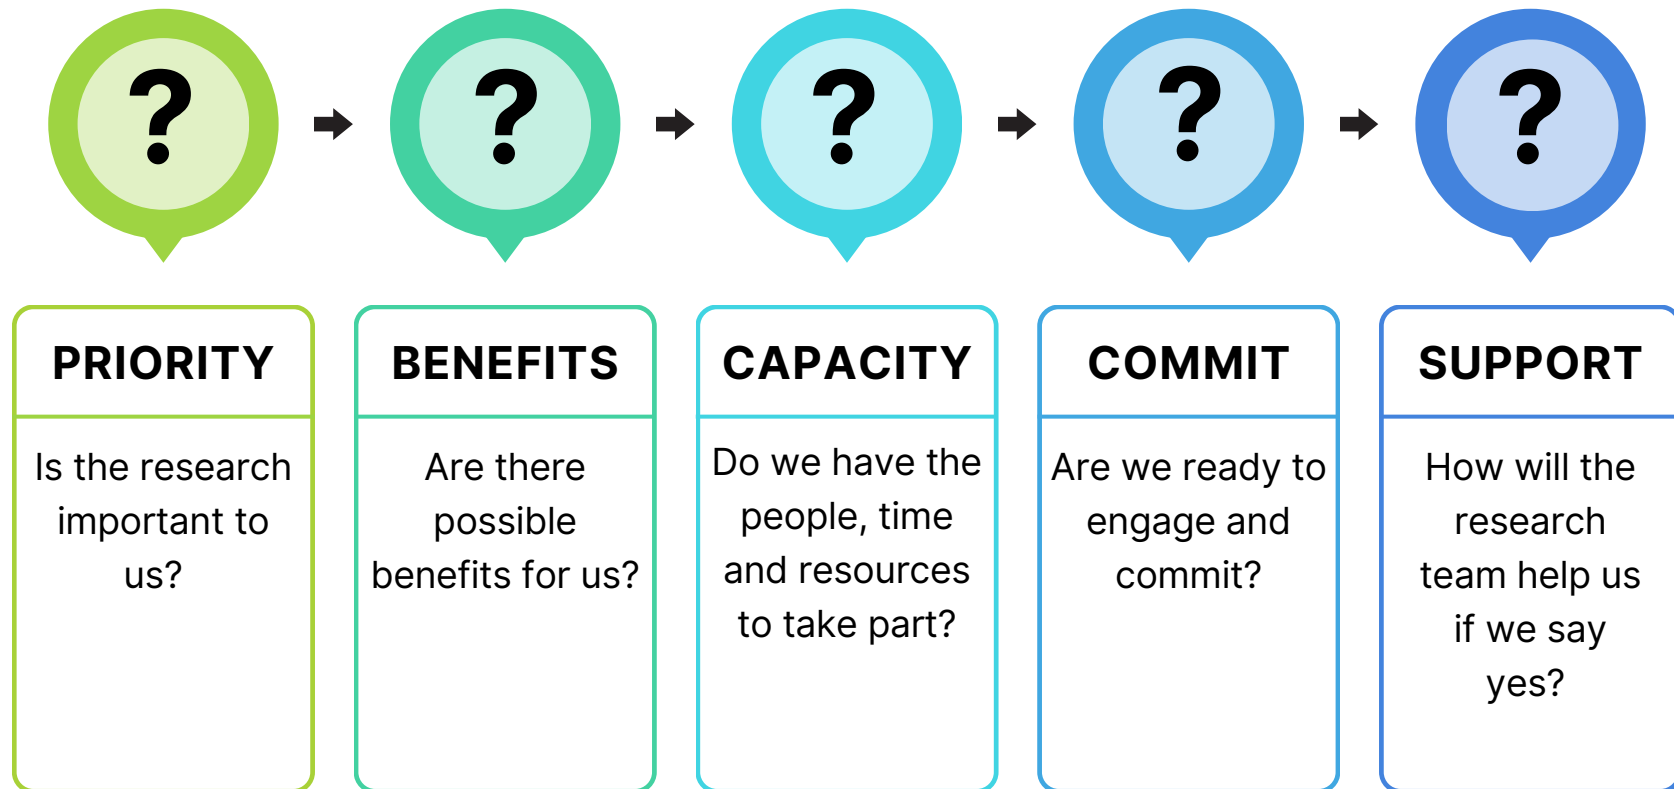 ?
?
?
?
?
PRIORITY
Is the research
important to
us?
BENEFITS
Are there
possible
benefits for us?
CAPACITY
Do we have the
people, time
and resources
to take part?
COMMIT
Are we ready to
engage and
commit?
SUPPORT
How will the
research
team help us
if we say
yes?